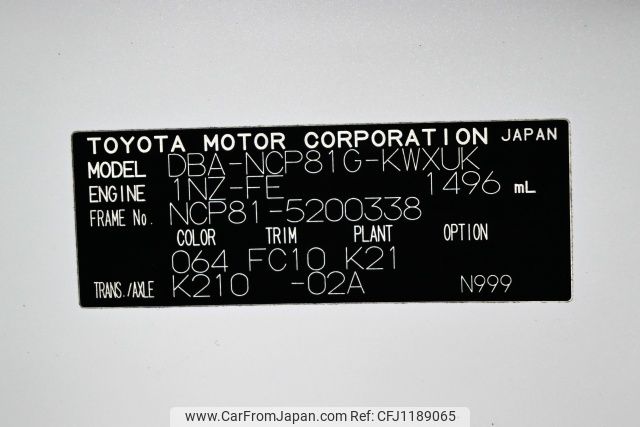 TOYOTA MOTOR CORPORATION JAPAN
MODEL DBA-NCP81G-KWXUK
ENGINE 1NZ-FE 1496 mL
FRAME No. NCP81-5200338
COLOR TRIM PLANT OPTION
064 FC10 K21
TRANS./AXLE K210 -02A N999
www.CarFromJapan.com CFJ1189065